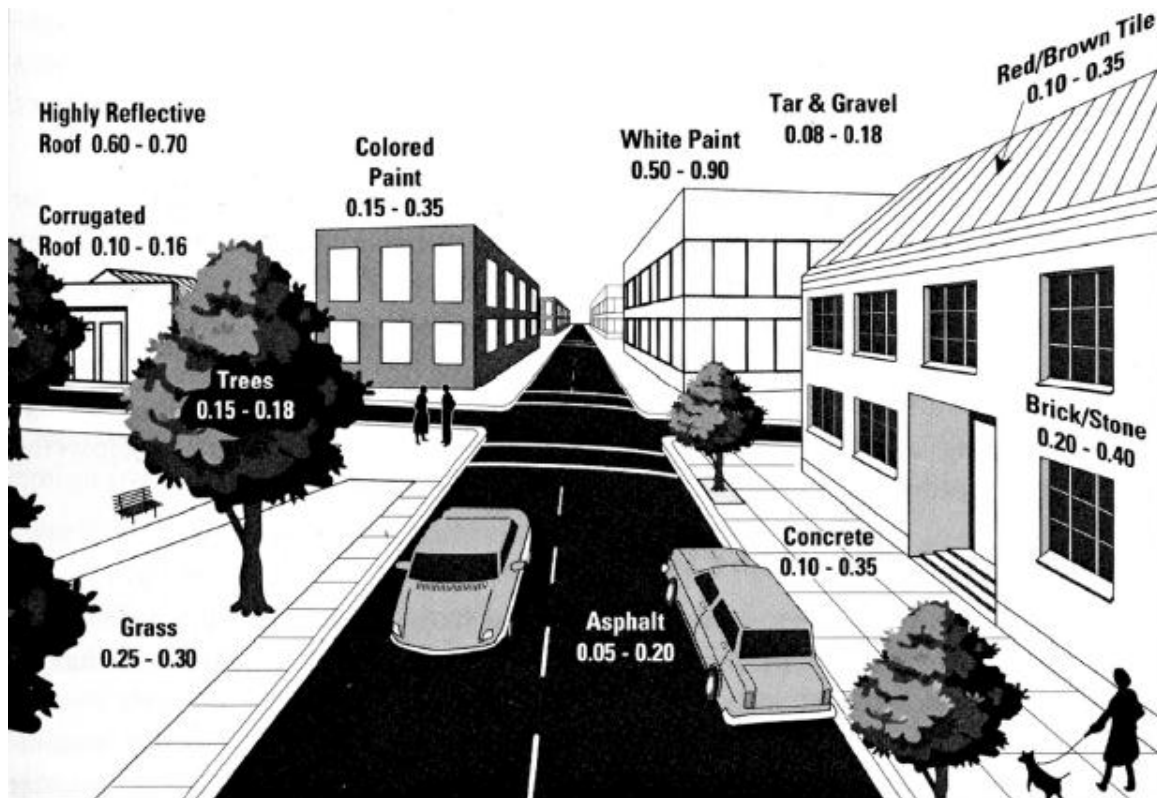 Highly Reflective
Roof 0.60 - 0.70
Corrugated
Roof 0.10 - 0.16
Colored
Paint
0.15 - 0.35
White Paint
0.50 - 0.90
Tar & Gravel
0.08 - 0.18
Red/Brown Tile
0.10 - 0.35
Trees
0.15 - 0.18
Brick/Stone
0.20 - 0.40
Concrete
0.10 - 0.35
Grass
0.25 - 0.30
Asphalt
0.05 - 0.20